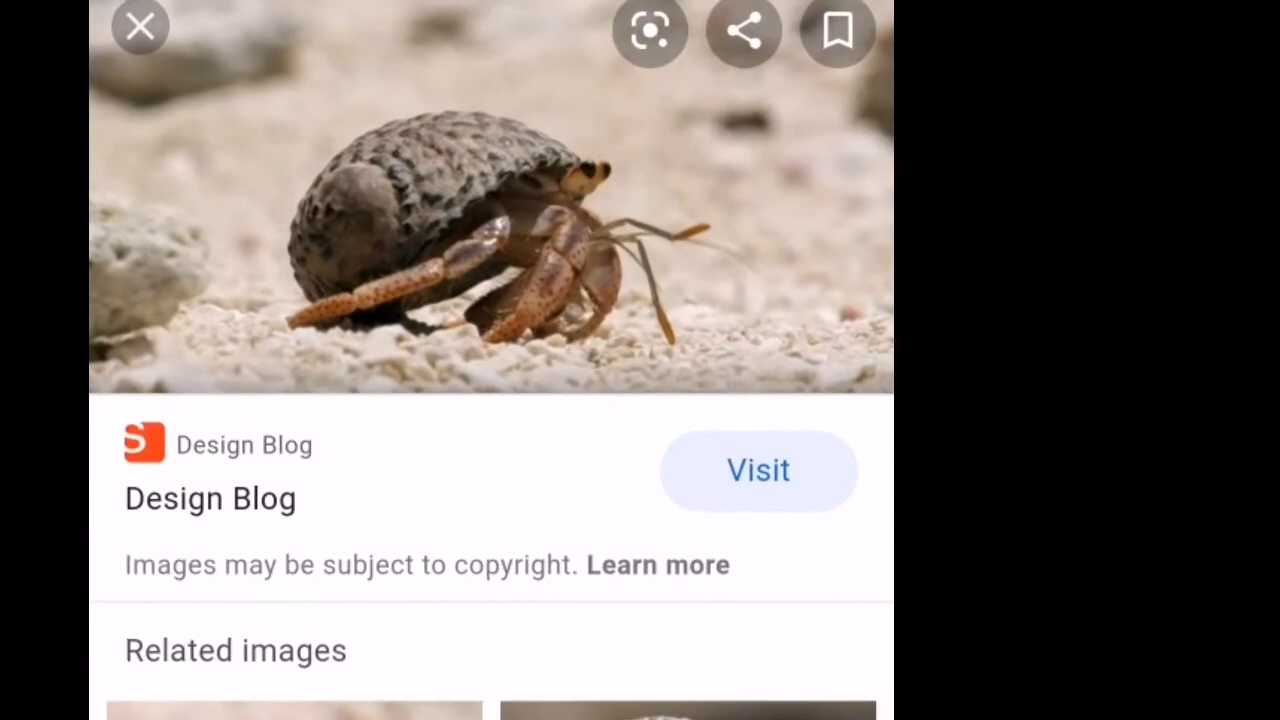 S Design Blog
Visit
Design Blog
Images may be subject to copyright. Learn more
Related images